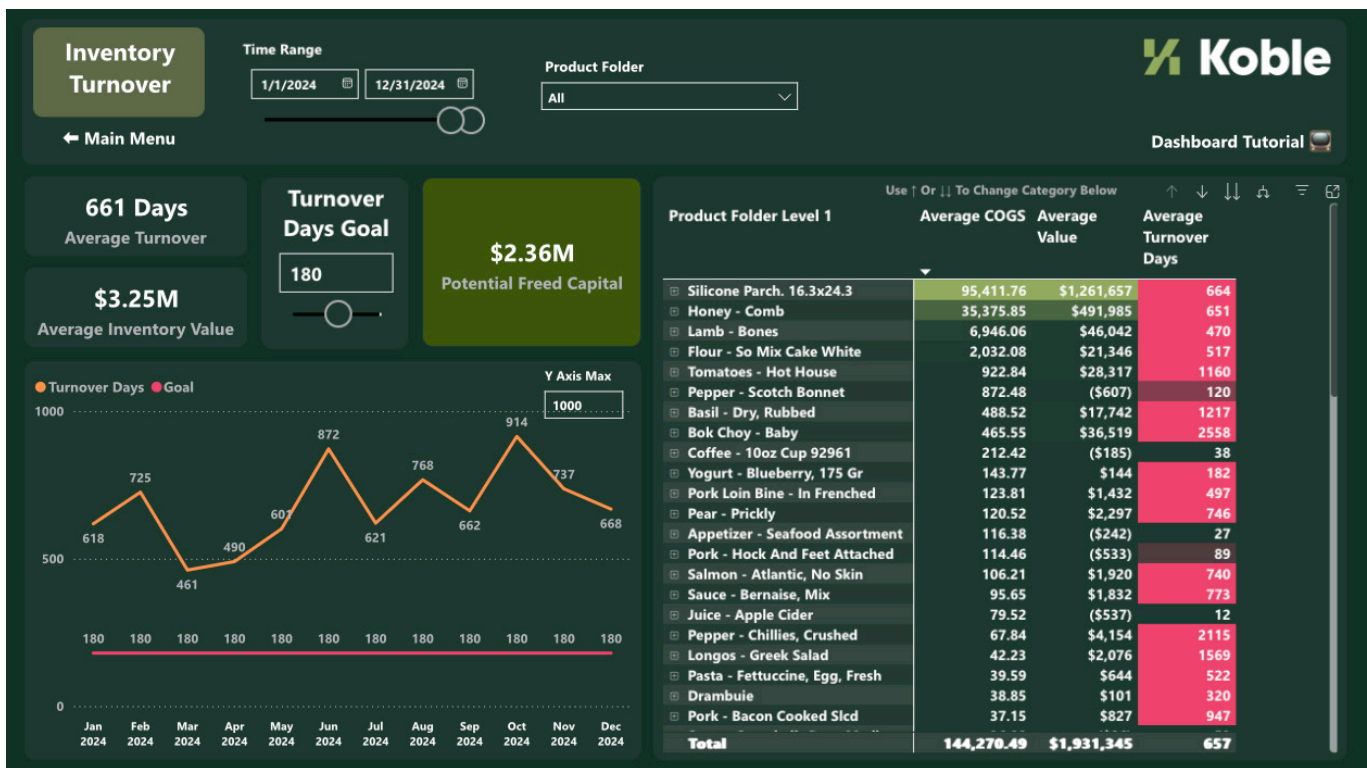 Inventory
Turnover
⬅ Main Menu
Time Range
1/1/2024 12/31/2024
Product Folder
All
Koble
Dashboard Tutorial
661 Days
Average Turnover
$3.25M
Average Inventory Value
Turnover
Days Goal
180
$2.36M
Potential Freed Capital
Turnover Days Goal
Y Axis Max
1000
1000
500
0
618 725 461 490 601 872 621 768 662 914 737 668
180 180 180 180 180 180 180 180 180 180 180 180
Jan Feb Mar Apr May Jun Jul Aug Sep Oct Nov Dec
2024 2024 2024 2024 2024 2024 2024 2024 2024 2024 2024 2024
Use ↑ Or ↓↓ To Change Category Below
Product Folder Level 1 Average COGS Average Value Average Turnover Days
Silicone Parch. 16.3x24.3 95,411.76 $1,261,657 664
Honey - Comb 35,375.85 $491,985 651
Lamb - Bones 6,946.06 $46,042 470
Flour - So Mix Cake White 2,032.08 $21,346 517
Tomatoes - Hot House 922.84 $28,317 1160
Pepper - Scotch Bonnet 872.48 ($607) 120
Basil - Dry, Rubbed 488.52 $17,742 1217
Bok Choy - Baby 465.55 $36,519 2558
Coffee - 10oz Cup 92961 212.42 ($185) 38
Yogurt - Blueberry, 175 Gr 143.77 $144 182
Pork Loin Bine - In Frenched 123.81 $1,432 497
Pear - Prickly 120.52 $2,297 746
Appetizer - Seafood Assortment 116.38 ($242) 27
Pork - Hock And Feet Attached 114.46 ($533) 89
Salmon - Atlantic, No Skin 106.21 $1,920 740
Sauce - Bernaise, Mix 95.65 $1,832 773
Juice - Apple Cider 79.52 ($537) 12
Pepper - Chillies, Crushed 67.84 $4,154 2115
Longos - Greek Salad 42.23 $2,076 1569
Pasta - Fettuccine, Egg, Fresh 39.59 $644 522
Drambuie 38.85 $101 320
Pork - Bacon Cooked Slcd 37.15 $827 947
Total 144,270.49 $1,931,345 657